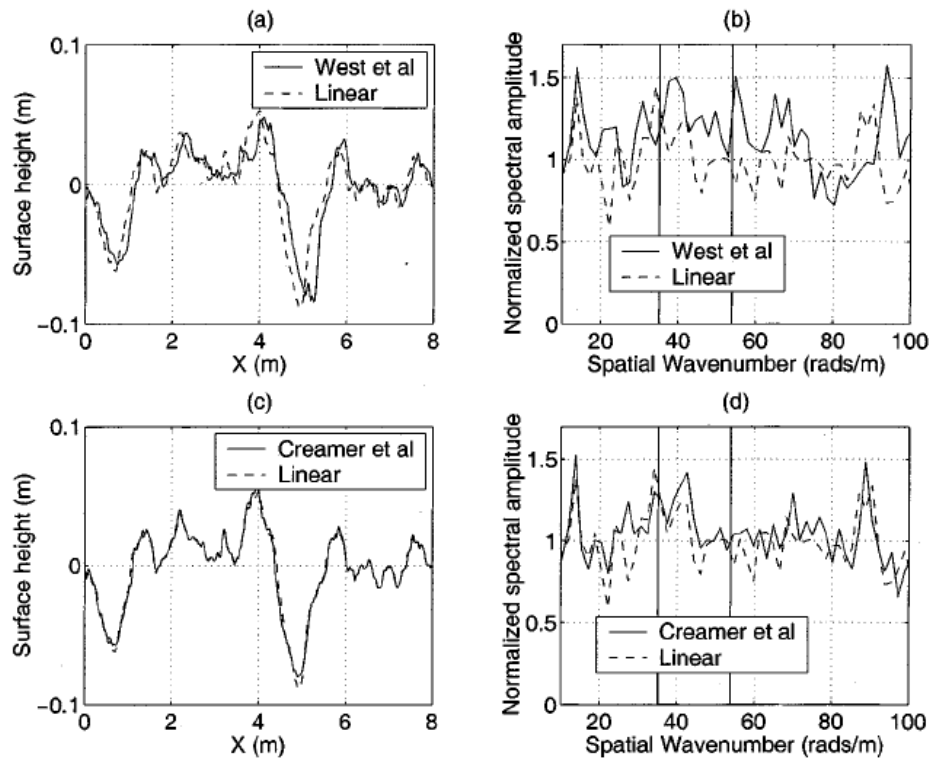 (a)
0.1
0
−0.1
Surface height (m)
West et al
Linear
0
2
4
6
8
X (m)
(b)
1.5
1
0.5
0
Normalized spectral amplitude
West et al
Linear
20
40
60
80
100
Spatial Wavenumber (rads/m)
(c)
0.1
0
−0.1
Surface height (m)
Creamer et al
Linear
0
2
4
6
8
X (m)
(d)
1.5
1
0.5
0
Normalized spectral amplitude
Creamer et al
Linear
20
40
60
80
100
Spatial Wavenumber (rads/m)